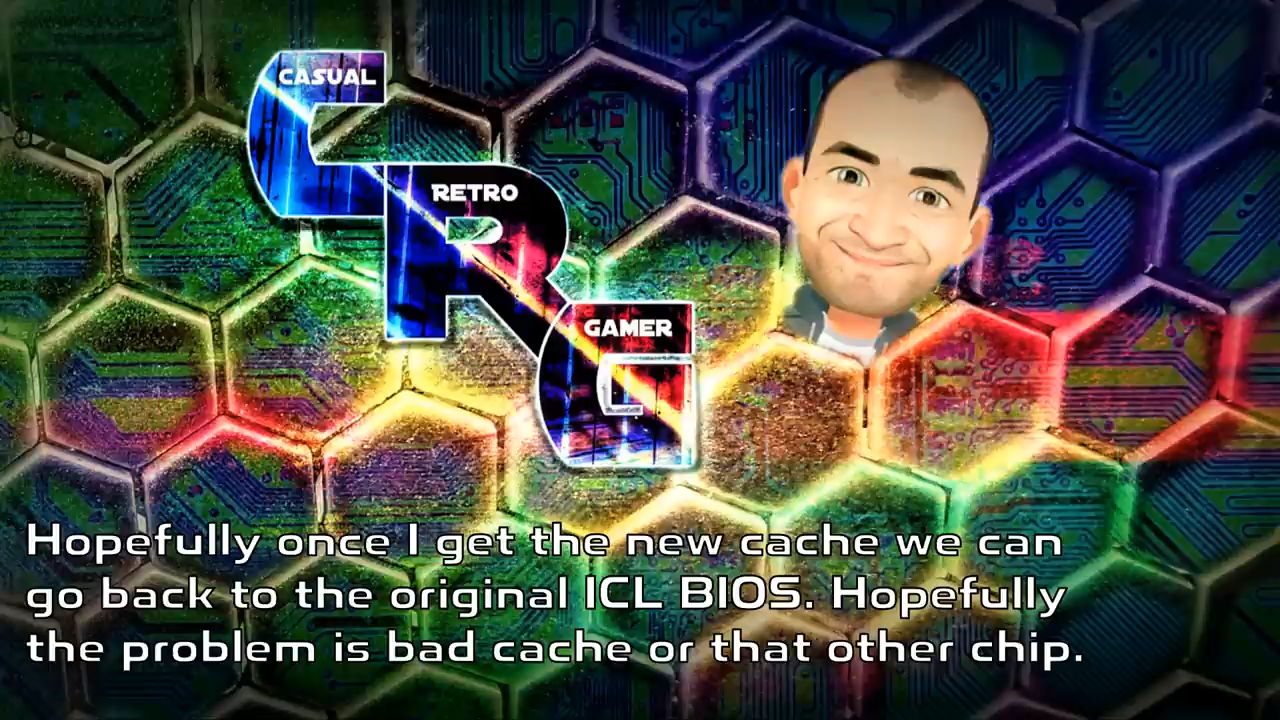 CASUAL
RETRO
GAMER
Hopefully once I get the new cache we can
go back to the original ICL BIOS. Hopefully
the problem is bad cache or that other chip.